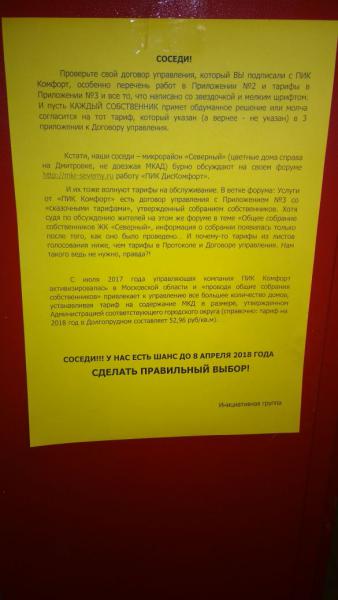 СОСЕДИ!
Проверьте свой договор управления, который ВЫ подписали с ПИК
Комфорт, особенно перечень работ в Приложении №2 и тарифы в
Приложении №3 и все то, что написано со звездочкой и мелким шрифтом.
И пусть КАЖДЫЙ СОБСТВЕННИК примет обдуманное решение или молча
согласится на тот тариф, который указан (а вернее - не указан) в 3
приложении к Договору управления.
Кстати, наши соседи – микрорайон «Северный» (цветные дома справа
на Дмитровке, не доезжая МКАД) бурно обсуждают на своем форуме
http://mkr-severny.ru работу «ПИК ДисКомфорт».
И их тоже волнуют тарифы на обслуживание. В ветке форума: Услуги
от «ПИК Комфорт» есть договор управления с Приложением №3 со
«сказочными тарифами», утвержденный собранием собственников. Хотя
судя по обсуждению жителей на этом же форуме в теме «Общее собрание
собственников ЖК «Северный», информация о собрании появилась только
после того, как оно было проведено... И почему-то тарифы из листов
голосования ниже, чем тарифы в Протоколе и Договоре управления. Нам
такого ведь не нужно, правда?!
С июля 2017 года управляющая компания ПИК Комфорт
активизировалась в Московской области и «проводя общие собрания
собственников» привлекает к управлению все большее количество домов,
устанавливая тариф на содержание МКД в размере, утвержденном
Администрацией соответствующего городского округа (справочно: тариф на
2018 год в Долгопрудном составляет 52,96 руб/кв.м).
СОСЕДИ!!! У НАС ЕСТЬ ШАНС ДО 8 АПРЕЛЯ 2018 ГОДА
СДЕЛАТЬ ПРАВИЛЬНЫЙ ВЫБОР!
Инициативная группа